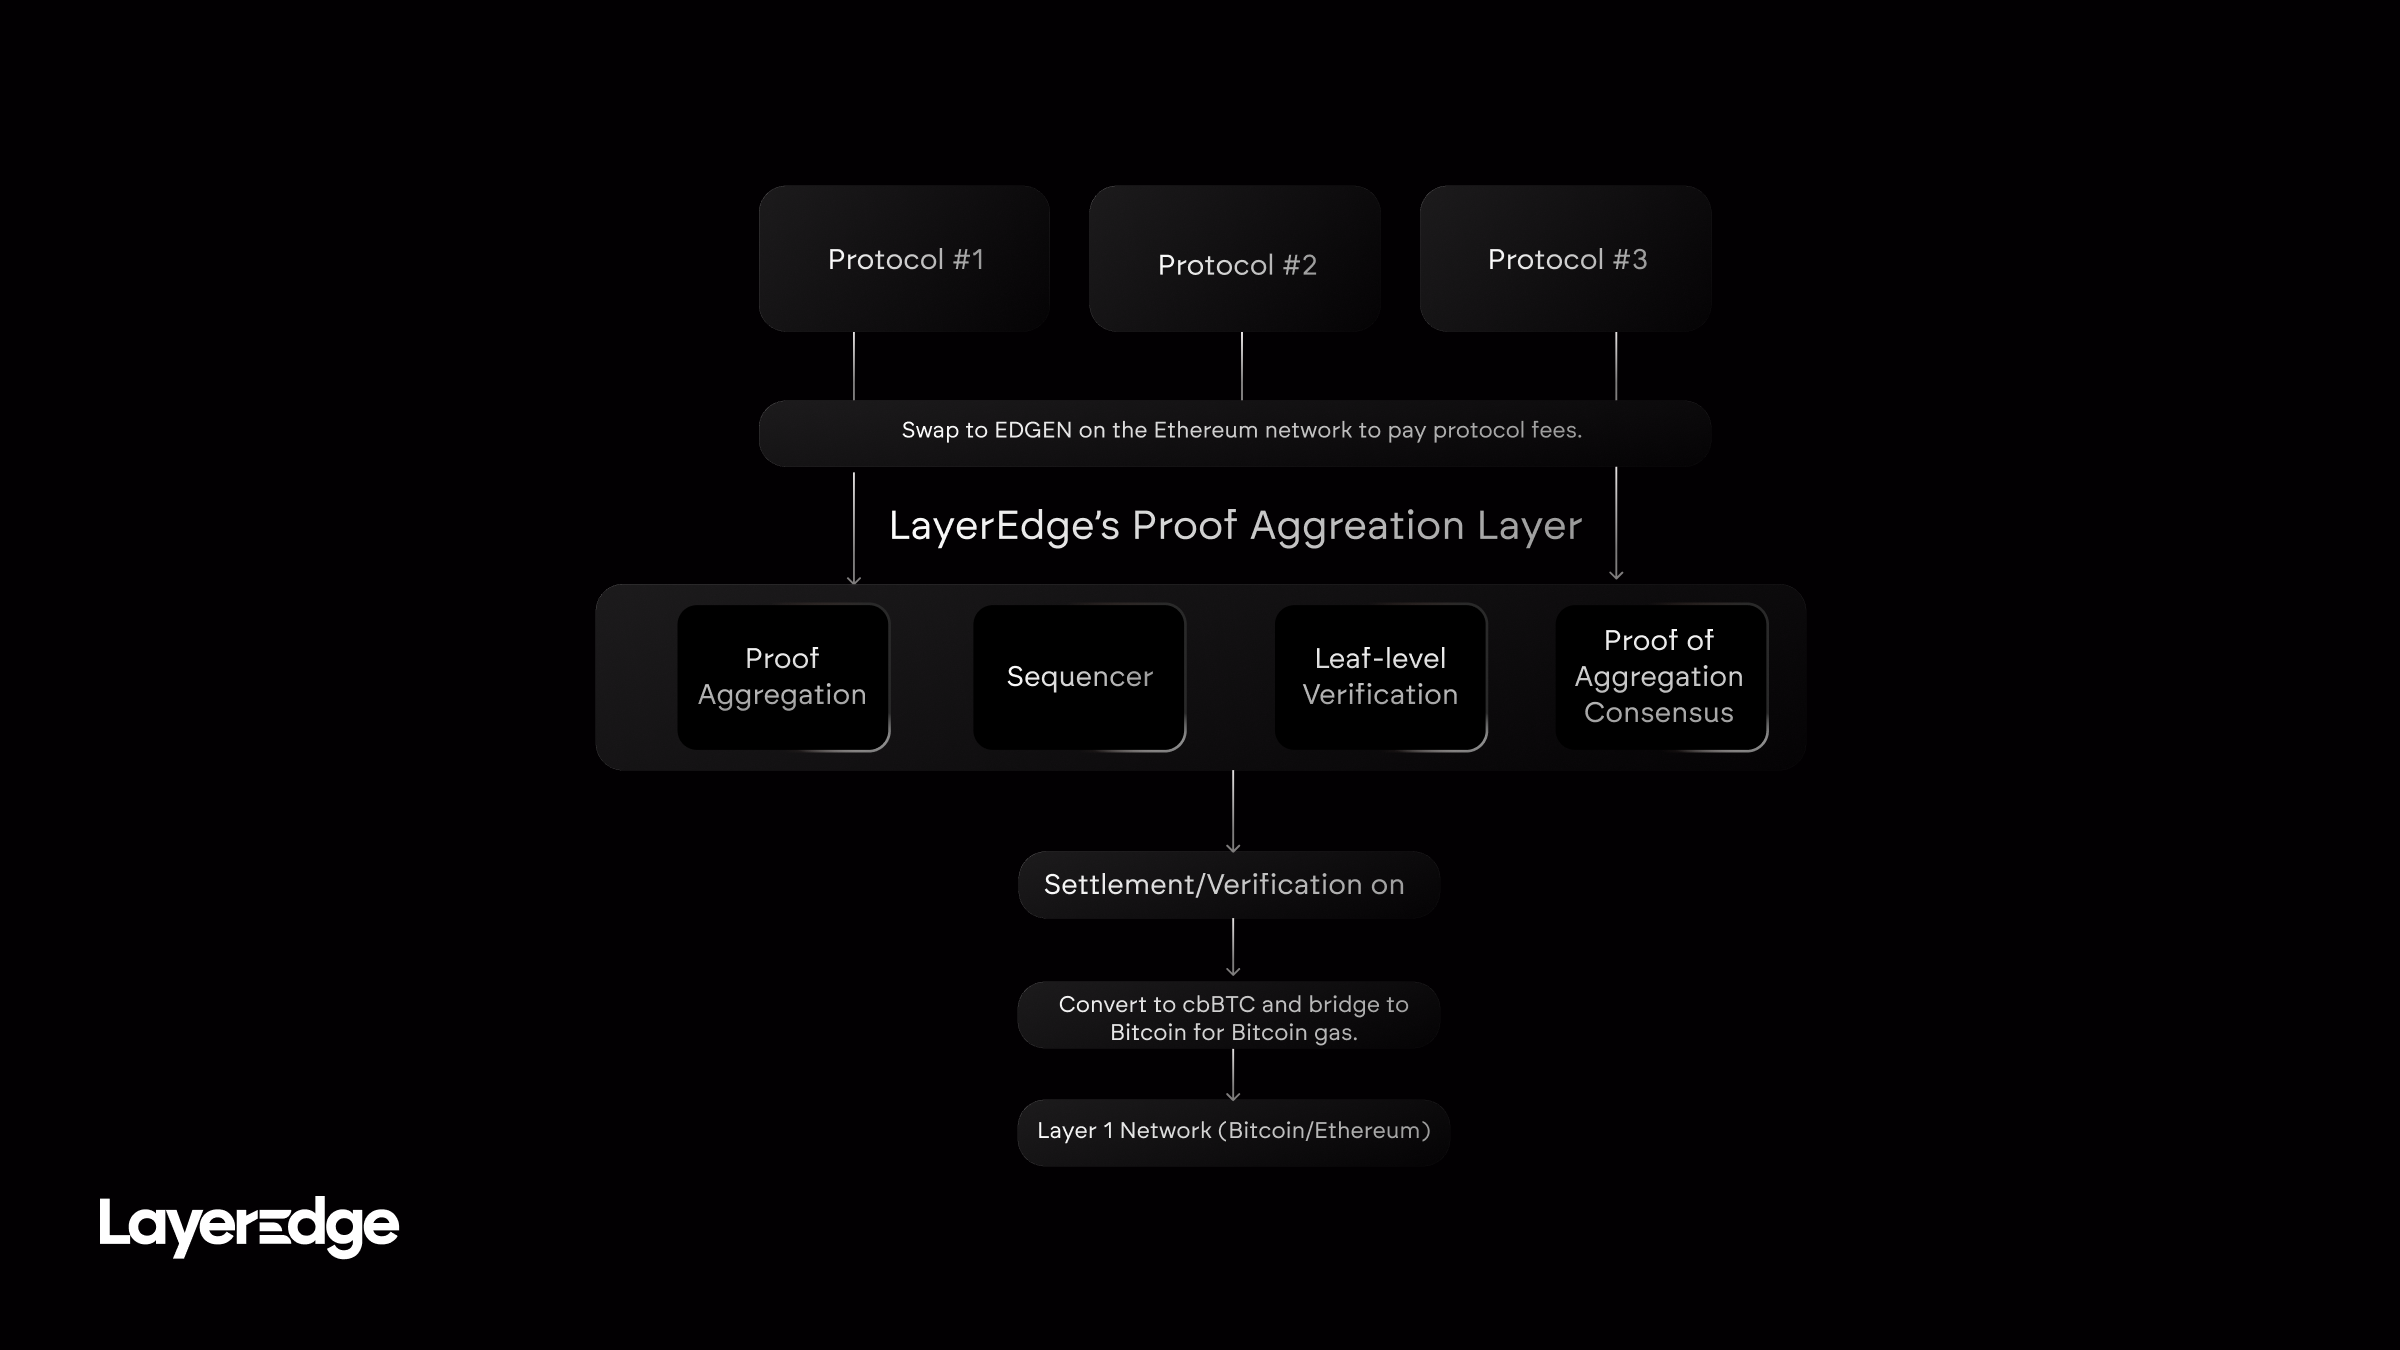 Protocol #1
Protocol #2
Protocol #3
Swap to EDGEN on the Ethereum network to pay protocol fees.
LayerEdge’s Proof Aggreation Layer
Proof
Aggregation
Sequencer
Leaf-level
Verification
Proof of
Aggregation
Consensus
Settlement/Verification on
Convert to cbBTC and bridge to
Bitcoin for Bitcoin gas.
Layer 1 Network (Bitcoin/Ethereum)
LayerEdge